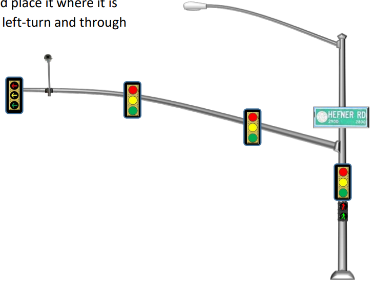 d place it where it is
left-turn and through
HEFNER RD